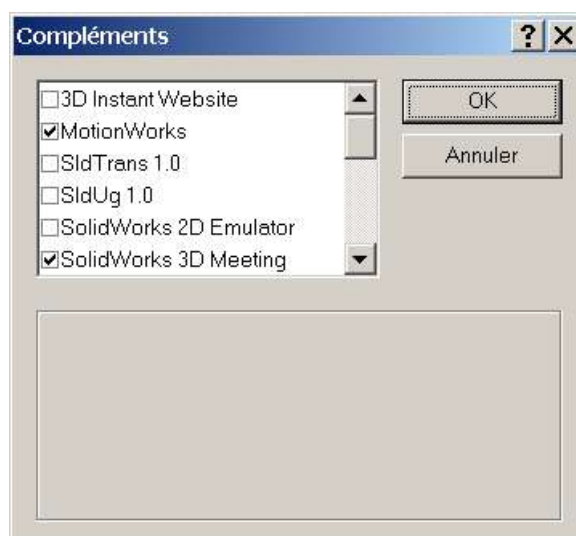 Compléments
?
3D Instant Website
MotionWorks
SldTrans 1.0
SldUg 1.0
SolidWorks 2D Emulator
SolidWorks 3D Meeting
OK
Annuler